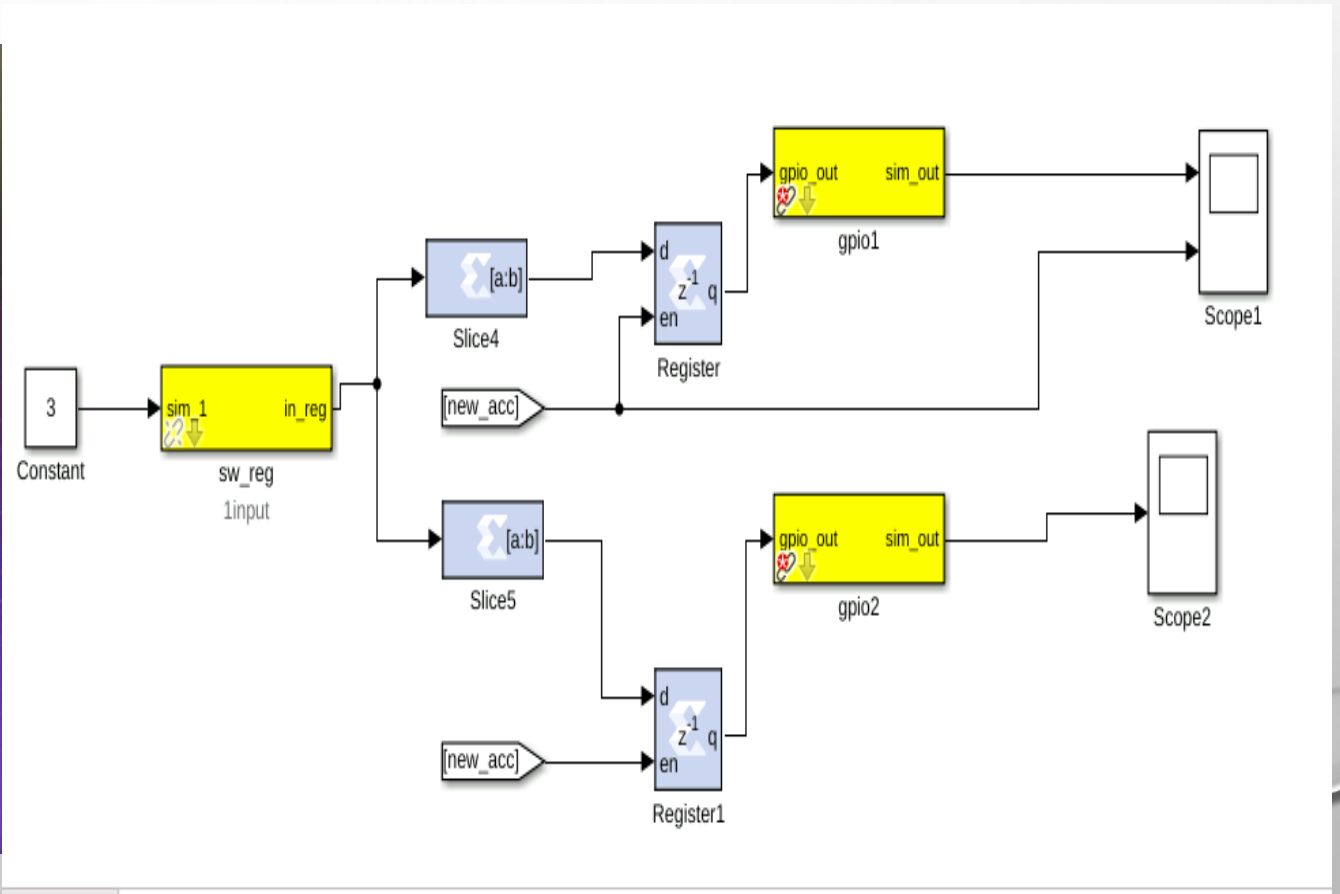 gpio_out sim_out
gpio1
Scope1
[a:b]
Slice4
d
z-1 q
en
Register
[new_acc]
3
Constant
sim_1 in_reg
sw_reg
1input
[a:b]
Slice5
gpio_out sim_out
gpio2
Scope2
d
z-1 q
en
Register1
[new_acc]